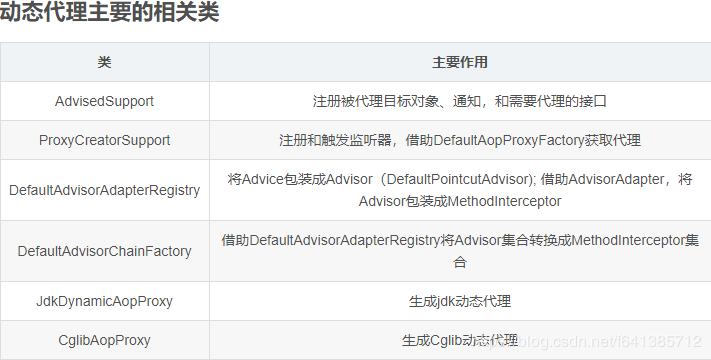 动态代理主要的相关类
类 主要作用
AdvisedSupport 注册被代理目标对象、通知，和需要代理的接口
ProxyCreatorSupport 注册和触发监听器，借助DefaultAopProxyFactory获取代理
DefaultAdvisorAdapterRegistry 将Advice包装成Advisor（DefaultPointcutAdvisor); 借助AdvisorAdapter，将
Advisor包装成MethodInterceptor
DefaultAdvisorChainFactory 借助DefaultAdvisorAdapterRegistry将Advisor集合转换成MethodInterceptor集
合
JdkDynamicAopProxy 生成jdk动态代理
CglibAopProxy 生成Cglib动态代理
blog.csdn.net/f641385712